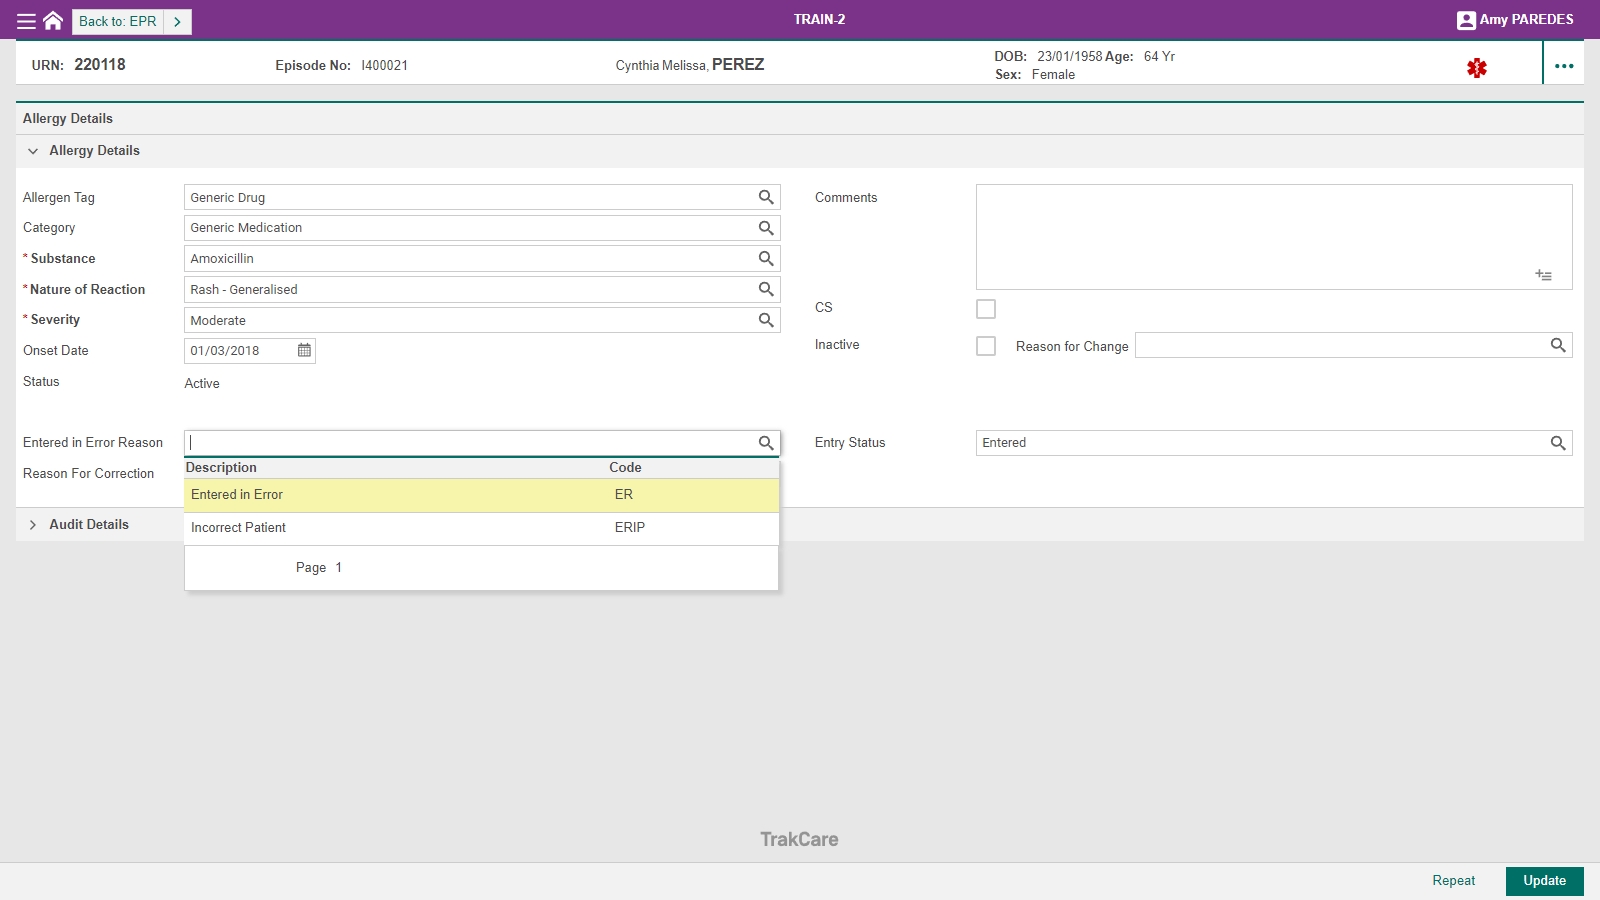 Back to: EPR
TRAIN-2
Amy PAREDES
URN: 220118
Episode No: I400021
Cynthia Melissa, PEREZ
DOB: 23/01/1958 Age: 64 Yr
Sex: Female
Allergy Details
Allergy Details
Allergen Tag Generic Drug
Category Generic Medication
* Substance Amoxicillin
* Nature of Reaction Rash - Generalised
* Severity Moderate
Onset Date 01/03/2018
Status Active
Comments
CS
Inactive Reason for Change
Entered in Error Reason
Entry Status Entered
Reason For Correction
Description Code
Entered in Error ER
Incorrect Patient ERIP
Page 1
Audit Details
TrakCare
Repeat Update